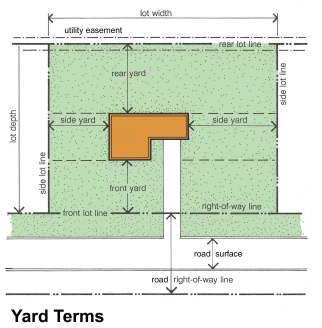 lot width
utility easement
rear lot line
rear yard
side lot line
lot depth
side yard
side yard
side lot line
front yard
right-of-way line
front lot line
road surface
road right-of-way line
Yard Terms